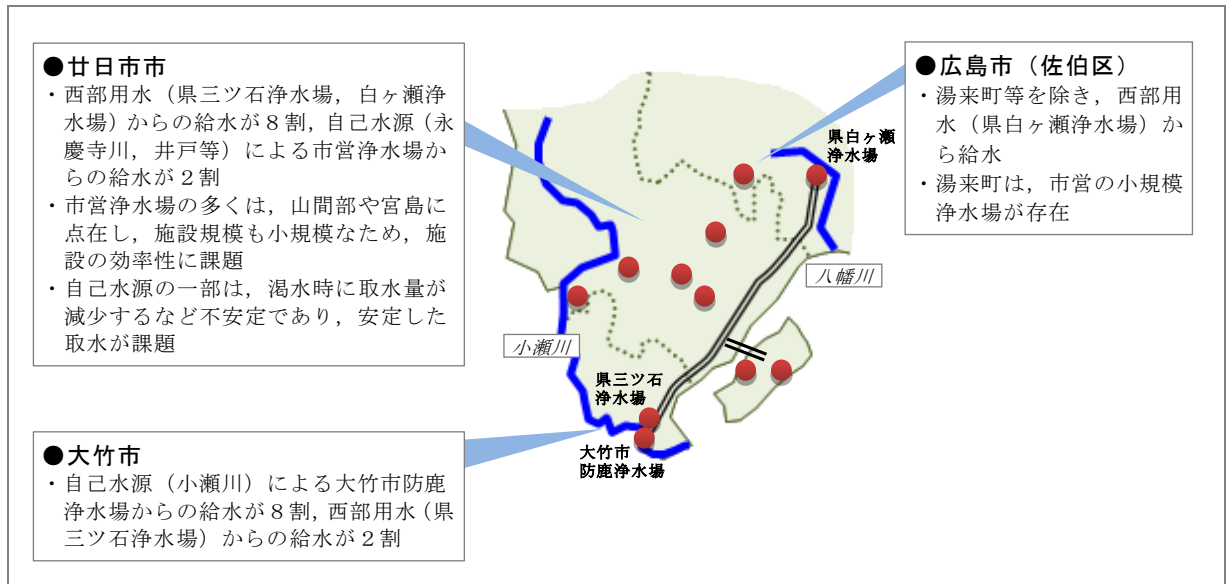 ●廿日市市
・西部用水（県三ツ石浄水場，白ヶ瀬浄
水場）からの給水が８割，自己水源（永
慶寺川，井戸等）による市営浄水場か
らの給水が２割
・市営浄水場の多くは，山間部や宮島に
点在し，施設規模も小規模なため，施
設の効率性に課題
・自己水源の一部は，渇水時に取水量が
減少するなど不安定であり，安定した
取水が課題
●大竹市
・自己水源（小瀬川）による大竹市防鹿
浄水場からの給水が８割，西部用水（県
三ツ石浄水場）からの給水が２割
●広島市（佐伯区）
・湯来町等を除き，西部用
水（県白ヶ瀬浄水場）か
ら給水
・湯来町は，市営の小規模
浄水場が存在
県白ヶ瀬
浄水場
八幡川
小瀬川
県三ツ石
浄水場
大竹市
防鹿浄水場